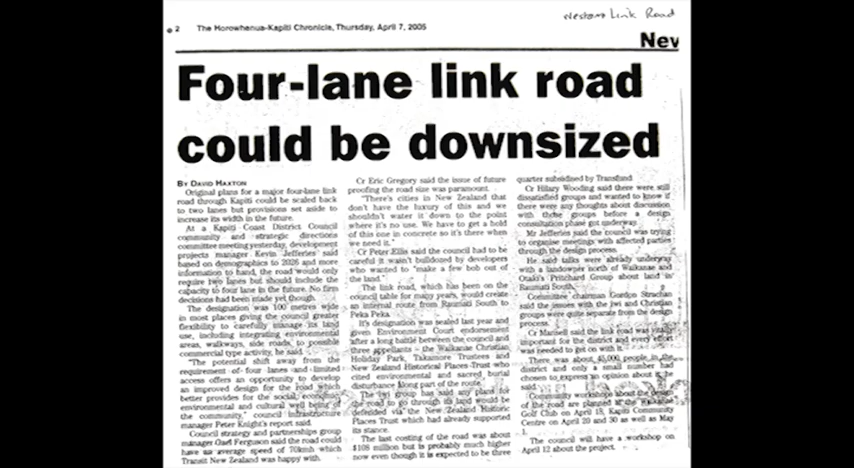 Western Link Road
2 The Horowhenua-Kapiti Chronicle, Thursday, April 7, 2005
Nev
Four-lane link road
could be downsized
BY DAVID HAXTON
Original plans for a major four-lane link
road through Kapiti could be scaled back
to two lanes but provisions set aside to
increase its width in the future.
At a Kapiti Coast District Council
community and strategic directions
committee meeting yesterday, development
projects manager Kevin Jefferies said
based on demographics to 2026 and more
information to hand, the road would only
require two lanes but should include the
capacity to four lane in the future. No firm
decisions had been made yet though.
The designation was 100 metres wide
in most places giving the council greater
flexibility to carefully manage its land
use, including integrating environmental
areas, walkways, side roads, to possible
commercial type activity, he said.
"The potential shift away from the
requirement of four lanes and limited
access offers an opportunity to develop
an improved design for the road which
better provides for the social, economic,
environmental and cultural well being of
the community," council infrastructure
manager Peter Knight's report said.
Council strategy and partnerships group
manager Gael Ferguson said the road could
have an average speed of 70kmh which
Transit New Zealand was happy with.
Cr Eric Gregory said the issue of future
proofing the road size was paramount.
"There's cities in New Zealand that
don't have the luxury of this and we
shouldn't water it down to the point
where it's no use. We have to get a hold
of this one in concrete so it's there when
we need it."
Cr Peter Ellis said the council had to be
careful it wasn't bulldozed by developers
who wanted to "make a few bob out of
the land."
The link road, which has been on the
council table for many years, would create
an internal route from Raumati South to
Peka Peka.
It's designation was sealed last year and
given Environment Court endorsement
after a long battle between the council and
three appellants – the Waikanae Christian
Holiday Park, Takamore Trustees and
New Zealand Historical Places Trust who
cited environmental and sacred burial
disturbance along part of the route.
The iwi group has said any plans for
the road to go through its land would be
defended via the New Zealand Historic
Places Trust which had already supported
its stance.
The last costing of the road was about
$108 million but is probably much higher
now even though it is expected to be three
quarter subsidised by Transfund.
Cr Hilary Wooding said there were still
dissatisfied groups and wanted to know if
there were any thoughts about discussion
with those groups before a design
consultation phase got underway.
Mr Jefferies said the council was trying
to organise meetings with affected parties
through the design process.
He said talks were already underway
with a landowner north of Waikanae and
Otaki's Pritchard Group about land in
Raumati South.
Committee chairman Gordon Strachan
said the issues with the iwi and Christian
groups were quite separate from the design
process.
Cr said the link road was
important for the district and every effort
was needed to get on with it.
There was about people in the
district and only a small number had
chosen to express an opinion about it, she
said.
Community workshops about the design
of the road are planned at the Waikanae
Golf Club on April 18, Kapiti Community
Centre on April 20 and 30 as well as May
1.
The council will have a workshop on
April 12 about the project.